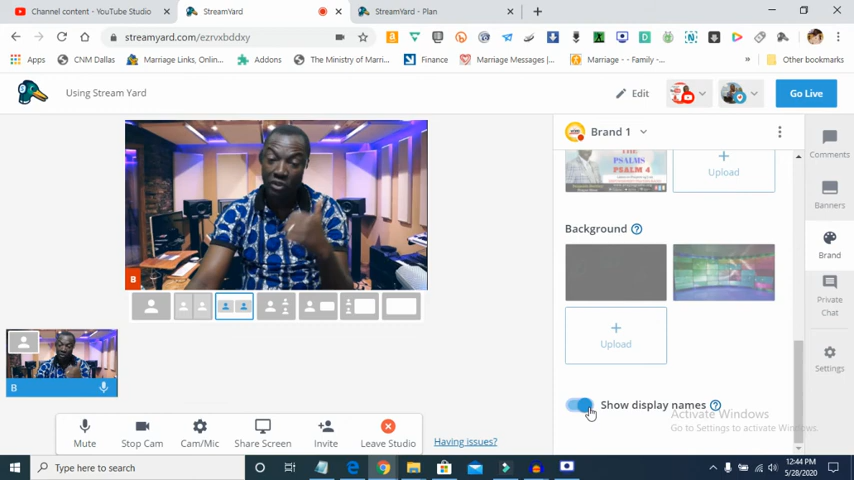 Channel content - YouTube Studio
StreamYard
StreamYard - Plan
streamyard.com/ezrvxbddxy
Apps
CNM Dallas
Marriage Links, Onlin...
Addons
The Ministry of Marri...
Finance
Marriage Messages |...
Marriage - - Family -...
Other bookmarks
Using Stream Yard
Edit
Go Live
Brand 1
Comments
THE PSALMS
PSALM 4
Upload
Banners
Background
Brand
B
Private
Chat
Upload
Settings
B
Show display names
Activate Windows
Go to Settings to activate Windows.
Mute
Stop Cam
Cam/Mic
Share Screen
Invite
Leave Studio
Having issues?
Type here to search
12:44 PM
5/28/2020